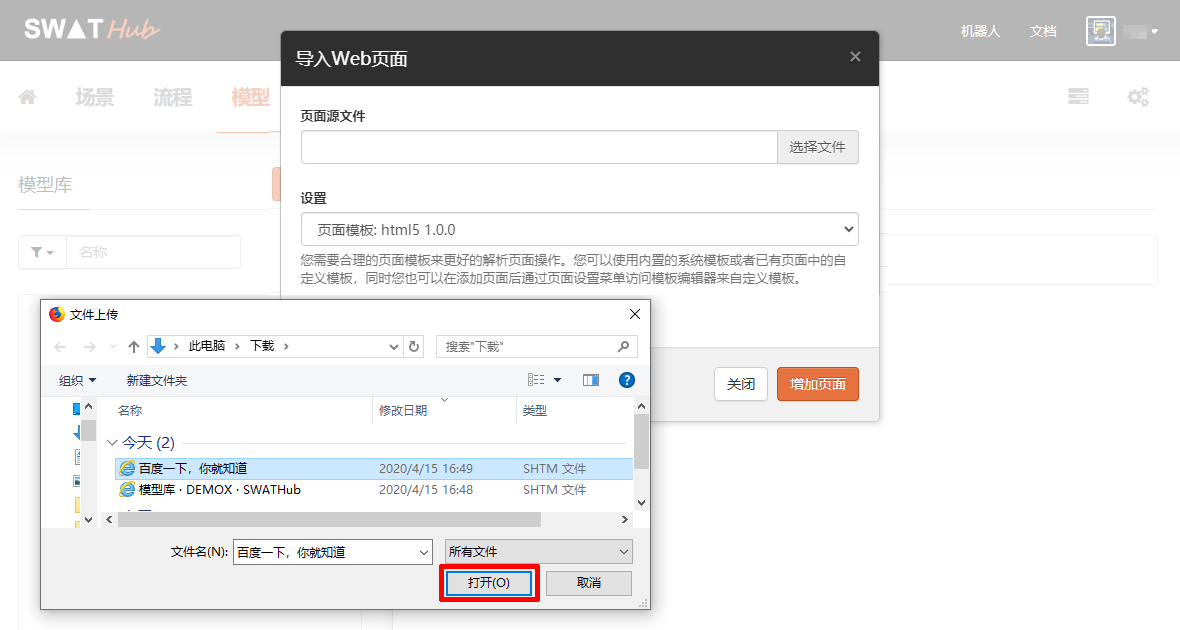 SWAT Hub
机器人
文档
导入Web页面
场景
流程
模型
页面源文件
选择文件
模型库
设置
页面模板: html5 1.0.0
名称
您需要合理的页面模板来更好的解析页面操作。您可以使用内置的系统模板或者已有页面中的自
定义模板，同时您也可以在添加页面后通过页面设置菜单访问模板编辑器来自定义模板。
文件上传
此电脑 › 下载 ›
搜索"下载"
组织
新建文件夹
关闭
增加页面
名称
修改日期
类型
今天 (2)
百度一下，你就知道
2020/4/15 16:49
SHTM 文件
模型库 · DEMOX · SWATHub
2020/4/15 16:48
SHTM 文件
文件名(N):
百度一下，你就知道
所有文件
打开(O)
取消